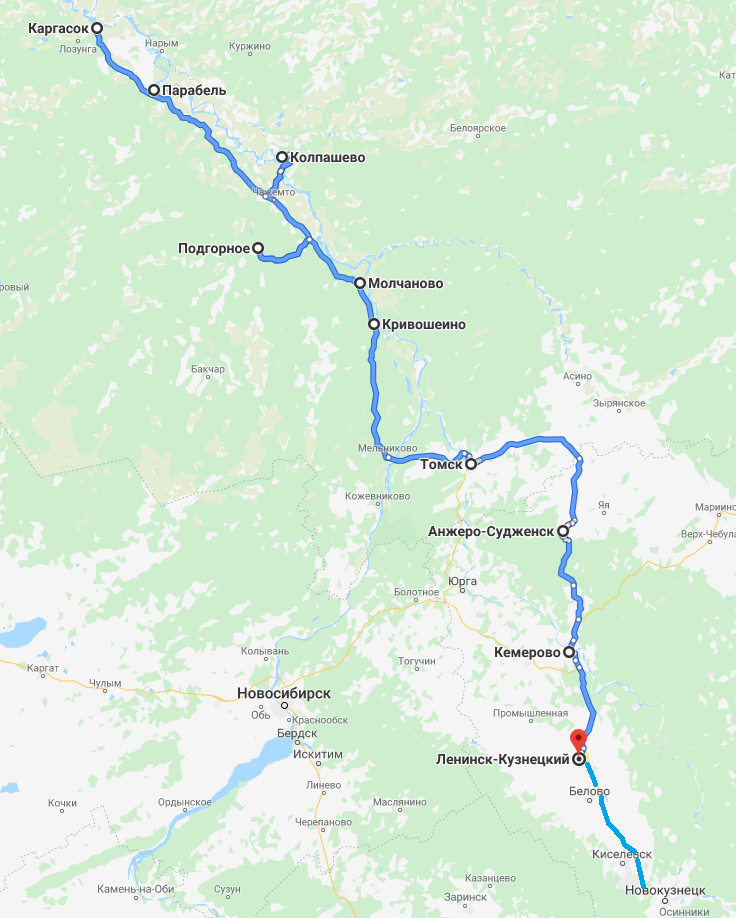 Каргасок
Лозунга
Нарым
Куржино
Кат
Парабель
Белоярское
Колпашево
Чажемто
Подгорное
Молчаново
ровый
Кривошеино
Бакчар
Асино
Зырянское
Мельниково
Томск
Кожевниково
Яя
Мариинс
Анжеро-Судженск
Верх-Чебула
Юрга
Болотное
Колывань
Кемерово
Каргат
Тогучин
Чулым
Новосибирск
Обь
Краснообск
Промышленная
Бердск
Искитим
Ленинск-Кузнецкий
Линево
Белово
Кочки
Ордынское
Маслянино
Черепаново
Киселевск
Казанцево
Камень-на-Оби
Сузун
Заринск
Новокузнецк
Осинники